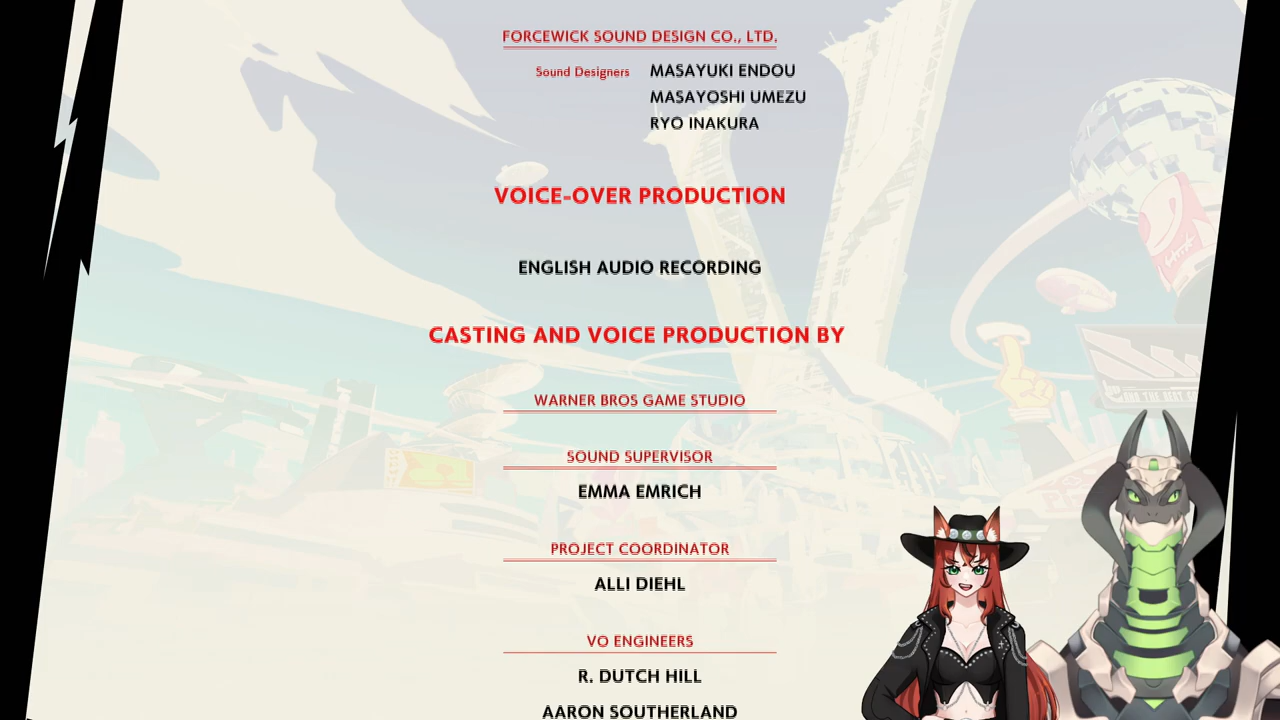 FORCEWICK SOUND DESIGN CO., LTD.
Sound Designers MASAYUKI ENDOU
MASAYOSHI UMEZU
RYO INAKURA
VOICE-OVER PRODUCTION
ENGLISH AUDIO RECORDING
CASTING AND VOICE PRODUCTION BY
WARNER BROS GAME STUDIO
SOUND SUPERVISOR
EMMA EMRICH
PROJECT COORDINATOR
ALLI DIEHL
VO ENGINEERS
R. DUTCH HILL
AARON SOUTHERLAND